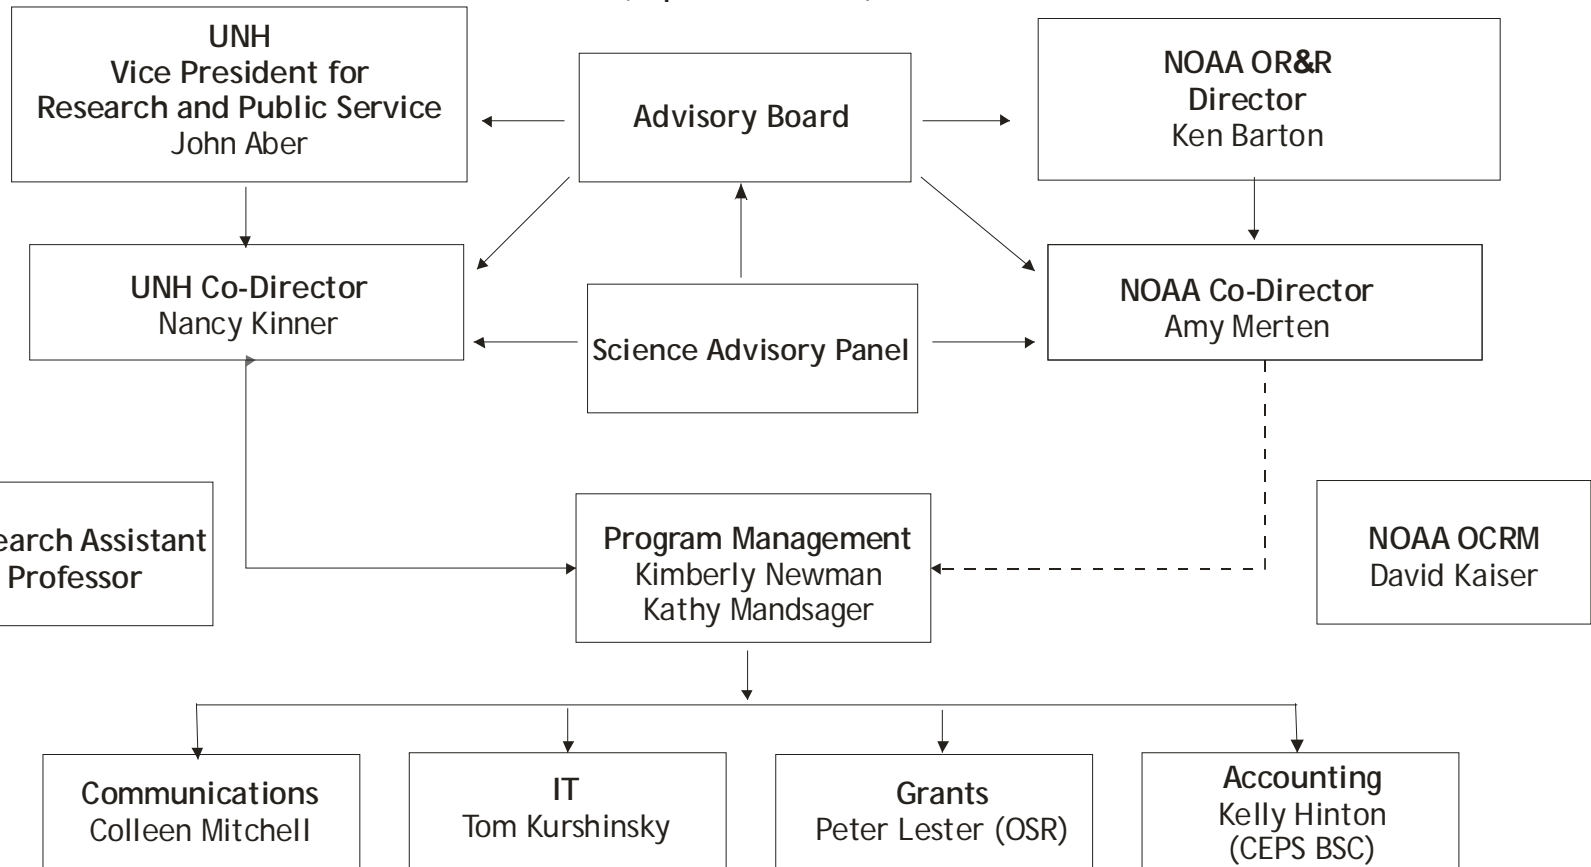 UNH
Vice President for
Research and Public Service
John Aber
Advisory Board
NOAA OR&R
Director
Ken Barton
UNH Co-Director
Nancy Kinner
Science Advisory Panel
NOAA Co-Director
Amy Merten
Assistant
Professor
Program Management
Kimberly Newman
Kathy Mandsager
NOAA OCRM
David Kaiser
Communications
Colleen Mitchell
IT
Tom Kurshinsky
Grants
Peter Lester (OSR)
Accounting
Kelly Hinton
(CEPS BSC)